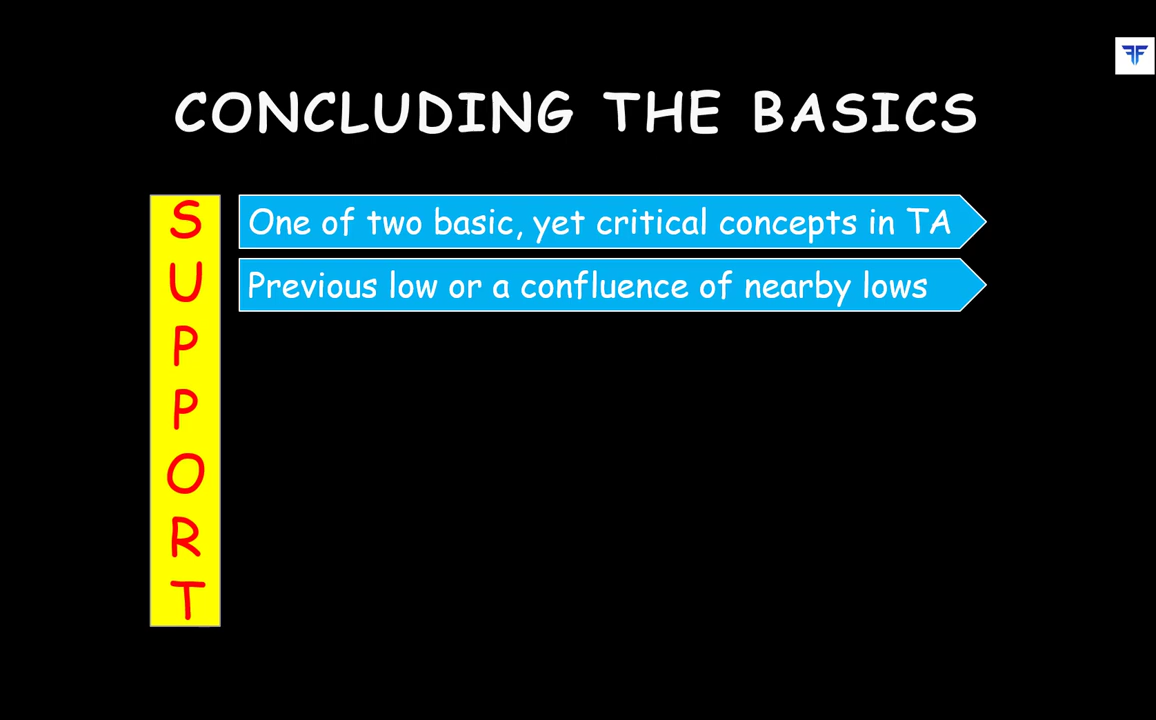 CONCLUDING THE BASICS
SUPPORT
One of two basic, yet critical concepts in TA
Previous low or a confluence of nearby lows